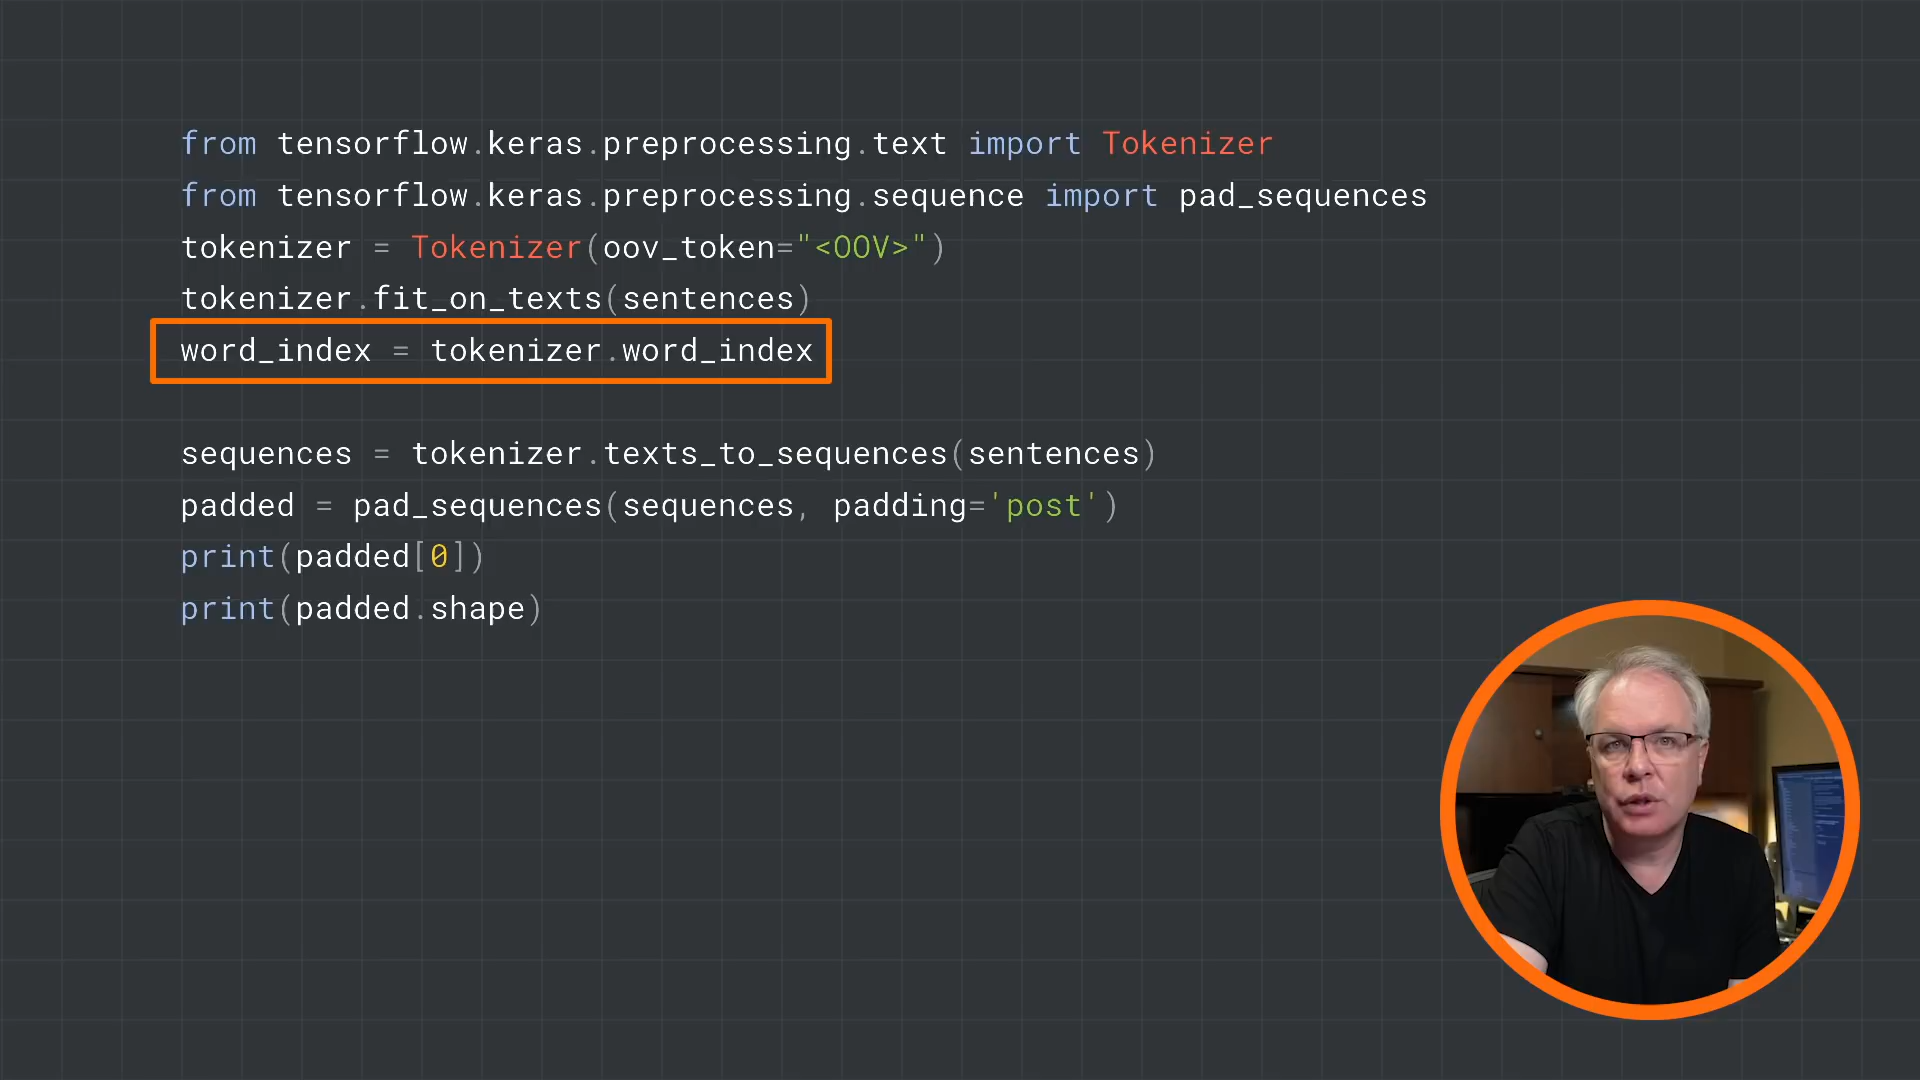 from tensorflow.keras.preprocessing.text import Tokenizer
from tensorflow.keras.preprocessing.sequence import pad_sequences
tokenizer = Tokenizer(oov_token="<OOV>")
tokenizer.fit_on_texts(sentences)
word_index = tokenizer.word_index
sequences = tokenizer.texts_to_sequences(sentences)
padded = pad_sequences(sequences, padding='post')
print(padded[0])
print(padded.shape)